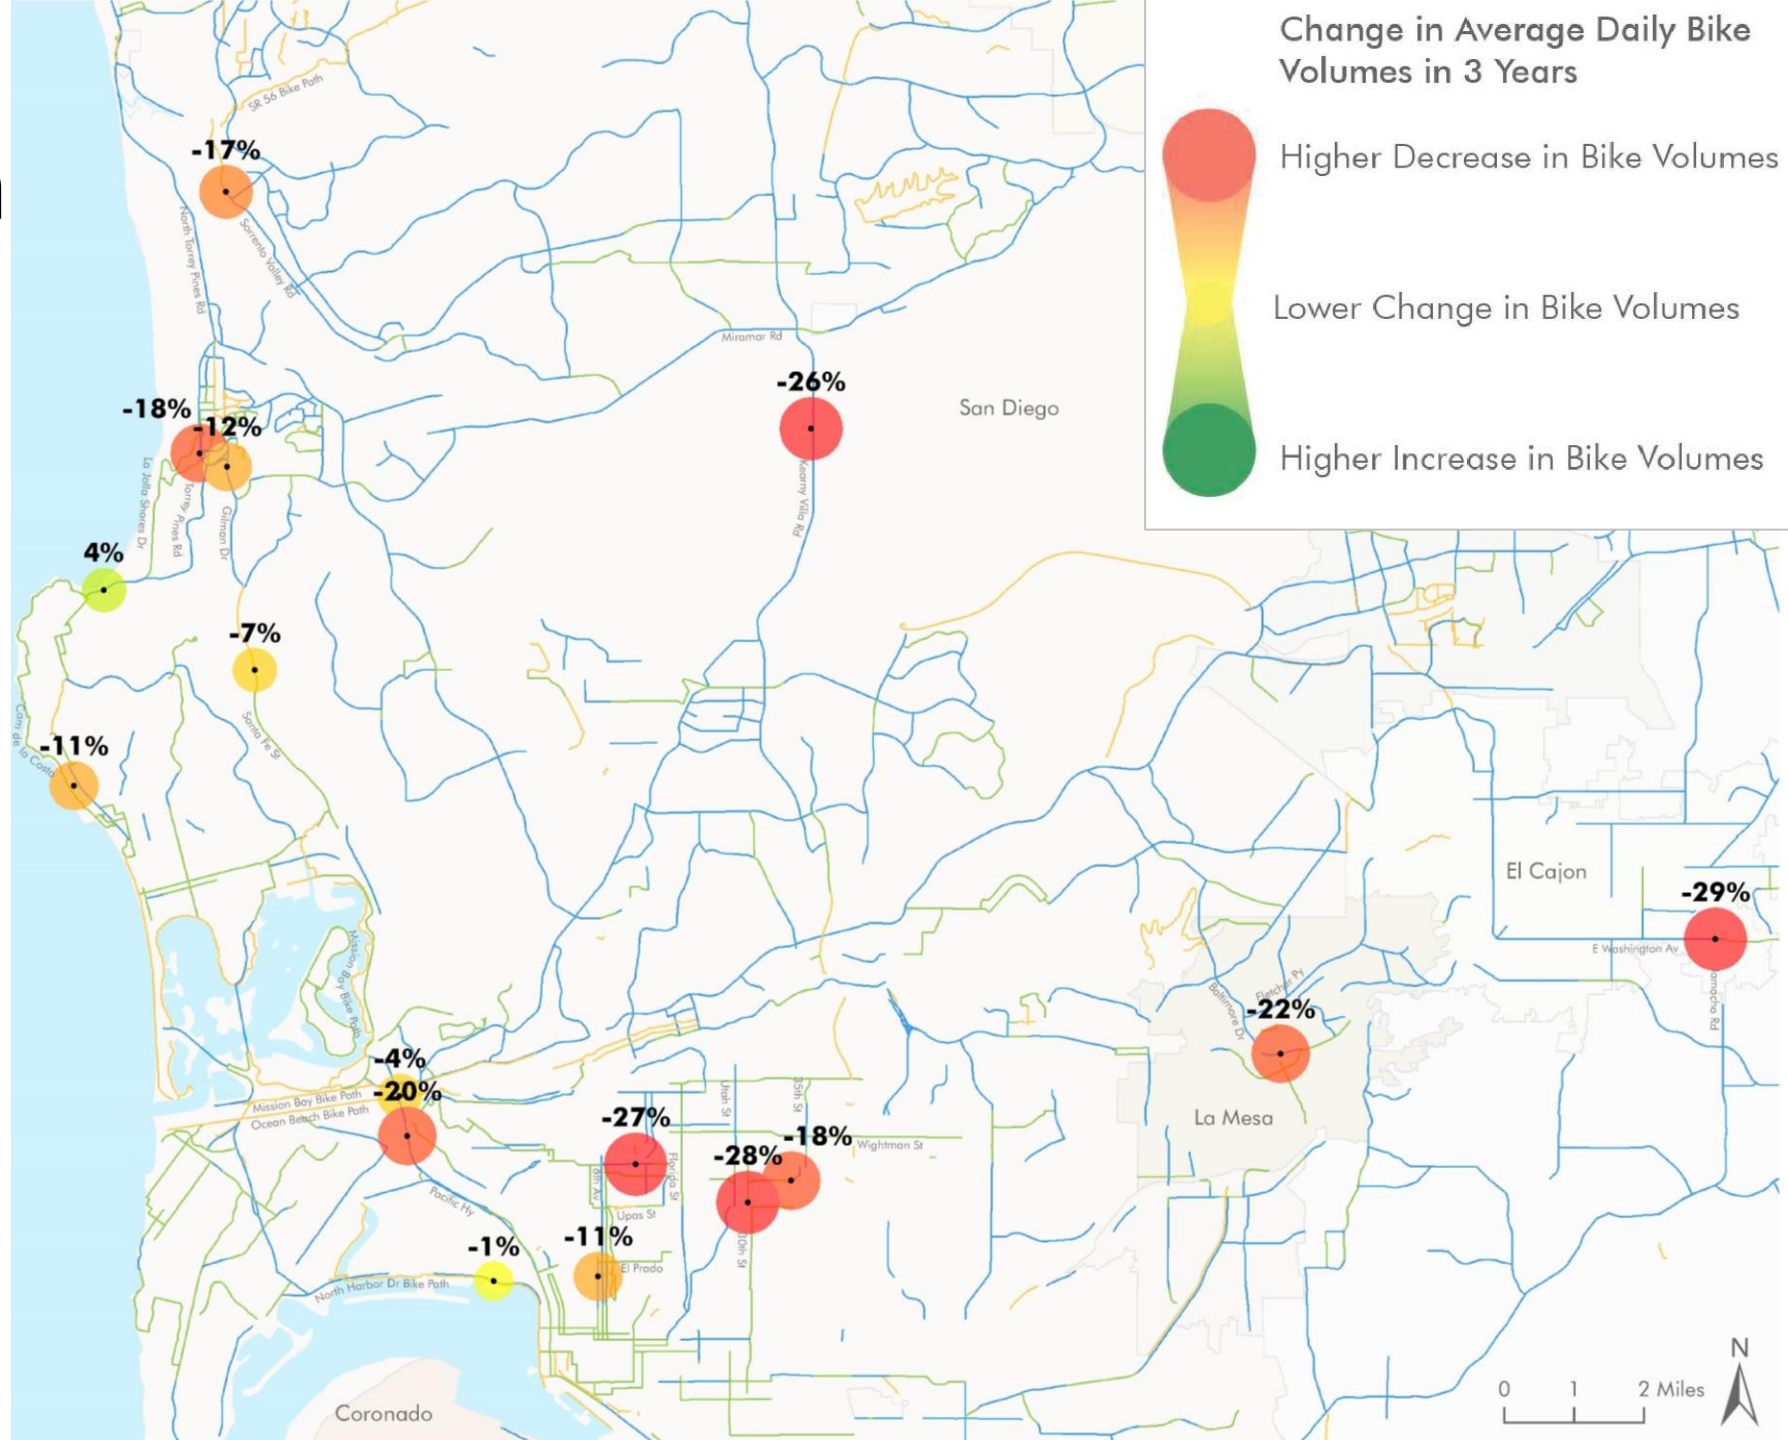 Change in Average Daily Bike
Volumes in 3 Years
Higher Decrease in Bike Volumes
Lower Change in Bike Volumes
Higher Increase in Bike Volumes
SR 56 Bike Path
-17%
North Torrey Pines Rd
Sorrento Valley Rd
Miramar Rd
-26%
San Diego
-18%
-12%
La Jolla Shores Dr
Torrey Pines Rd
Gilman Dr
Kearny Villa Rd
4%
-7%
Santa Fe St
Cam de la Costa
-11%
El Cajon
-29%
E Washington Av
amacha Rd
Mission Bay Bike Path
Baltimore Dr
Fletcher Py
-22%
La Mesa
-4%
-20%
Mission Bay Bike Path
Ocean Beach Bike Path
Utah St
35th St
-27%
-18%
Wightman St
-28%
6th Av
Florida St
Pacific Hy
Upas St
30th St
-1%
-11%
El Prado
North Harbor Dr Bike Path
Coronado
N
0 1 2 Miles